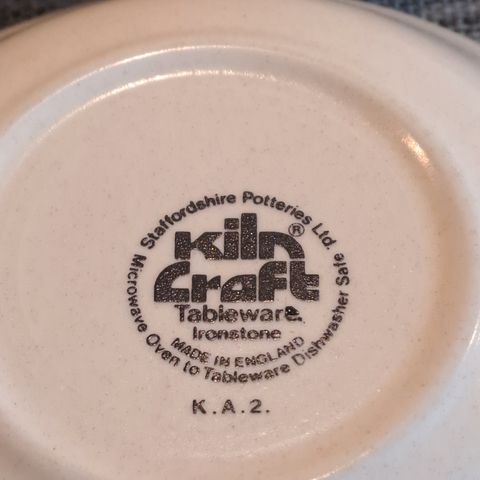 Staffordshire Potteries Ltd.
Kiln ®
Craft
Tableware.
Ironstone
MADE IN ENGLAND
Microwave Oven to Tableware Dishwasher Safe
K.A.2.